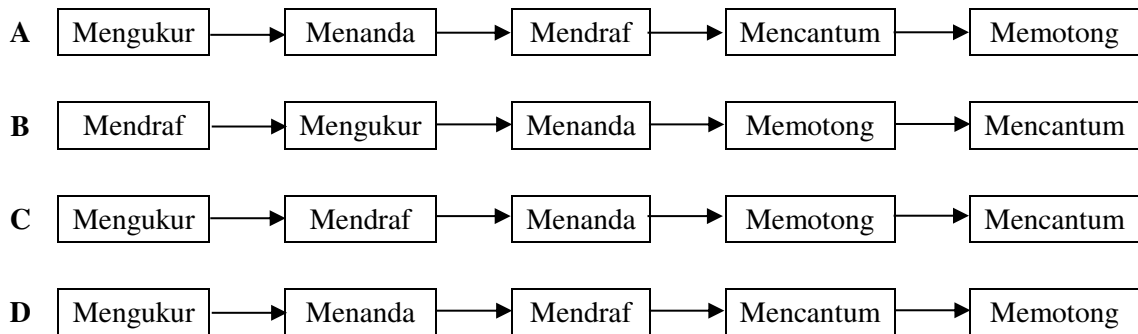 A Mengukur Menanda Mendraf Mencantum Memotong
B Mendraf Mengukur Menanda Memotong Mencantum
C Mengukur Mendraf Menanda Memotong Mencantum
D Mengukur Menanda Mendraf Mencantum Memotong